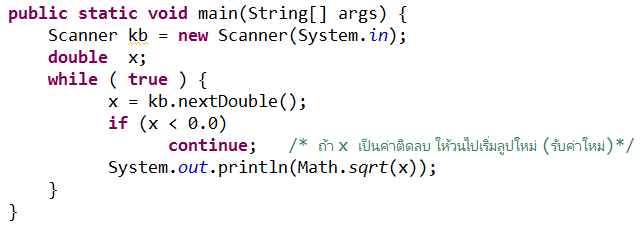 public static void main(String[] args) {
Scanner kb = new Scanner(System.in);
double  x;
while ( true ) {
x = kb.nextDouble();
if (x < 0.0)
continue;   /* ถ้า x เป็นค่าติดลบ ให้วนไปเริ่มลูปใหม่ (รับค่าใหม่)*/
System.out.println(Math.sqrt(x));
}
}